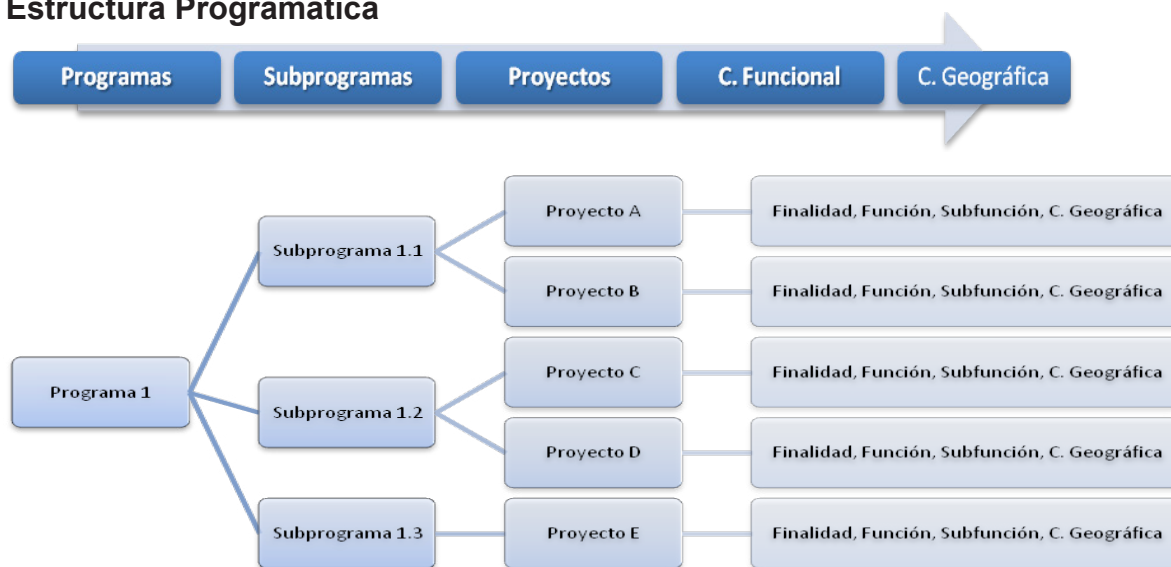 Estructura Programática
Programas
Subprogramas
Proyectos
C. Funcional
C. Geográfica
Proyecto A
Finalidad, Función, Subfunción, C. Geográfica
Subprograma 1.1
Proyecto B
Finalidad, Función, Subfunción, C. Geográfica
Programa 1
Proyecto C
Finalidad, Función, Subfunción, C. Geográfica
Subprograma 1.2
Proyecto D
Finalidad, Función, Subfunción, C. Geográfica
Subprograma 1.3
Proyecto E
Finalidad, Función, Subfunción, C. Geográfica